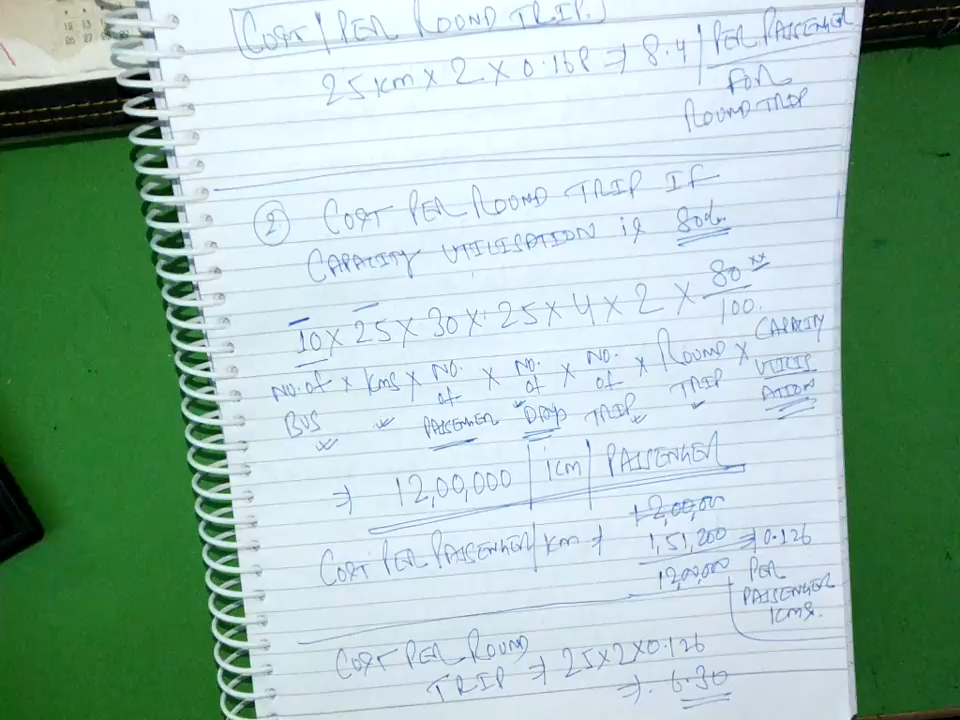 COST / PER ROUND TRIP.
25 Km × 2 × 0.168 ⇒ 8.4 / PER PASSENGER
FOR
ROUND TRIP
② COST PER ROUND TRIP IF
CAPACITY UTILISATION is 80%
10 × 25 × 30 × 25 × 4 × 2 × 80/100.
NO. of BUS × Kms × NO. of PASSENGER × NO. of Days × NO. of TRIP × ROUND TRIP × CAPACITY UTILISATION
⇒ 12,00,000 / KM / PASSENGER
12,00,000
COST PER PASSENGER / KM ⇒ 1,51,200 / 12,00,000 ⇒ 0.126
PER
PASSENGER
KMS.
COST PER ROUND
TRIP ⇒ 25 × 2 × 0.126
⇒ 6.30